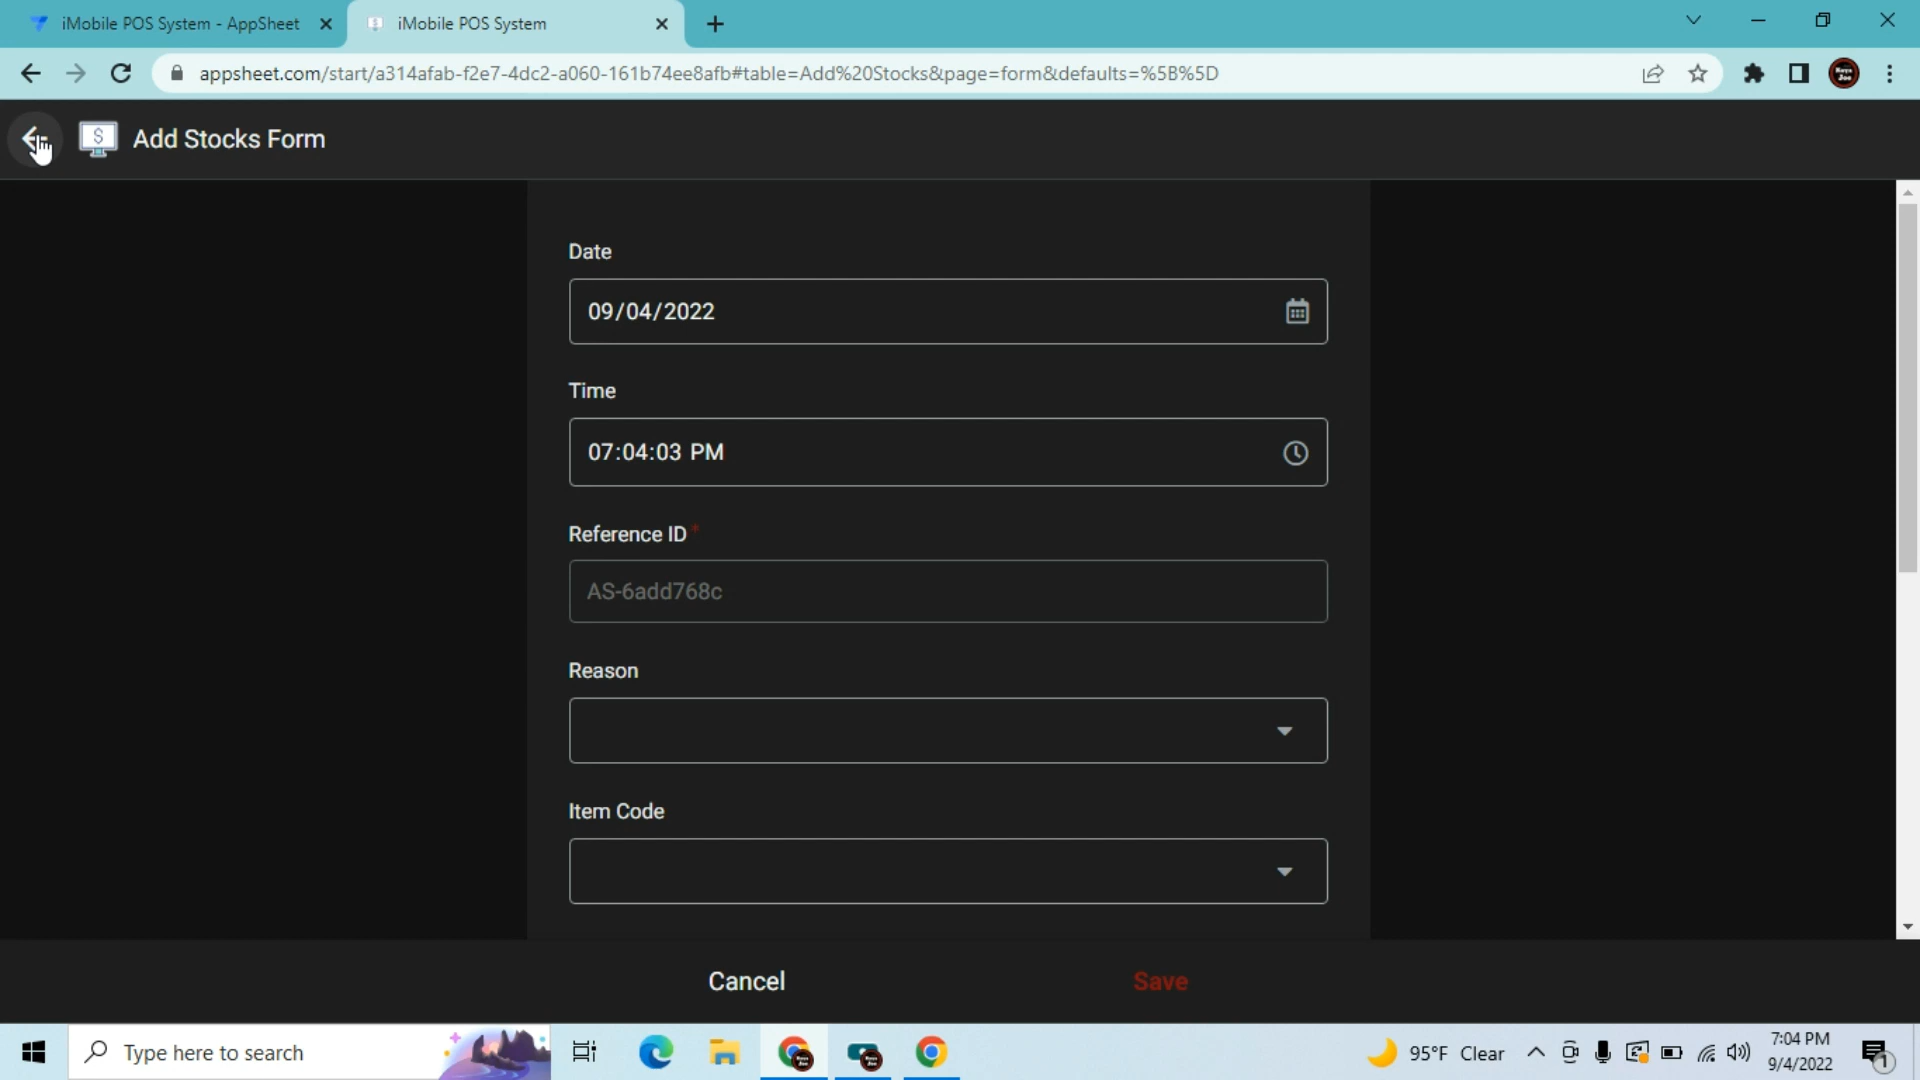 iMobile POS System - AppSheet
iMobile POS System
appsheet.com/start/a314afab-f2e7-4dc2-a060-161b74ee8afb#table=Add%20Stocks&page=form&defaults=%5B%5D
$
Add Stocks Form
Date
09/04/2022
Time
07:04:03 PM
Reference ID *
AS-6add768c
Reason
Item Code
Cancel
Save
Type here to search
95°F Clear
7:04 PM
9/4/2022
1